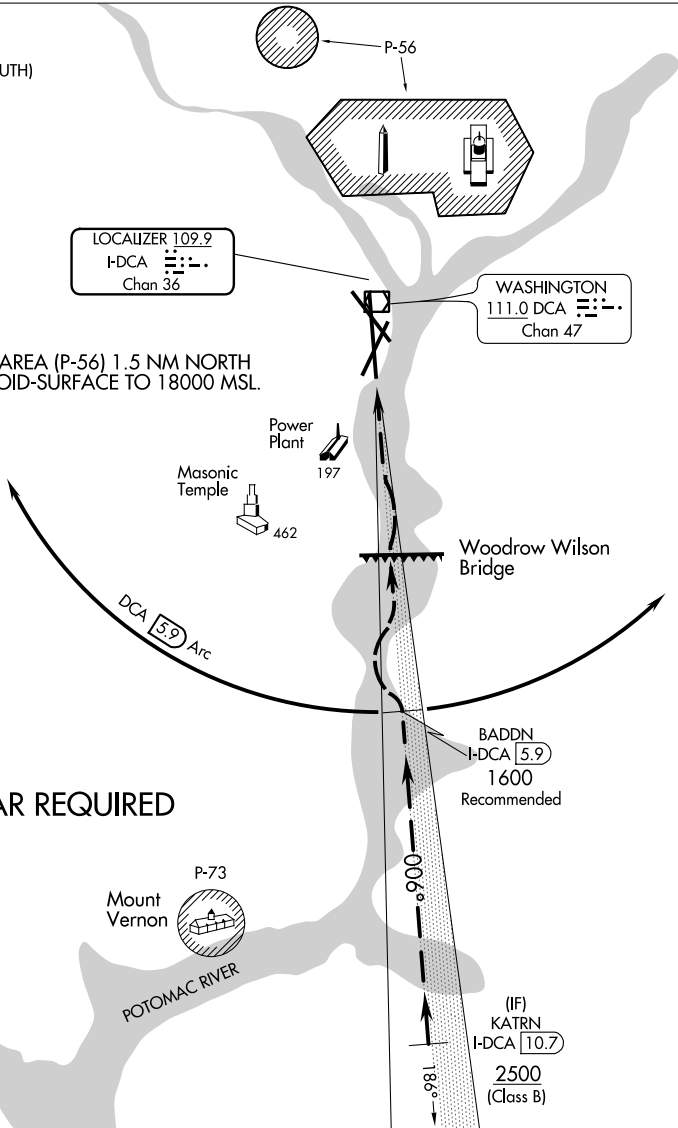 P-56
UTH)
LOCALIZER 109.9
I-DCA
Chan 36
WASHINGTON
111.0 DCA
Chan 47
AREA (P-56) 1.5 NM NORTH
OID-SURFACE TO 18000 MSL.
Power
Plant
197
Masonic
Temple
462
Woodrow Wilson
Bridge
DCA 5.9 Arc
BADDN
I-DCA 5.9
1600
Recommended
AR REQUIRED
006°
P-73
Mount
Vernon
POTOMAC RIVER
(IF)
KATRN
I-DCA 10.7
2500
(Class B)
186°